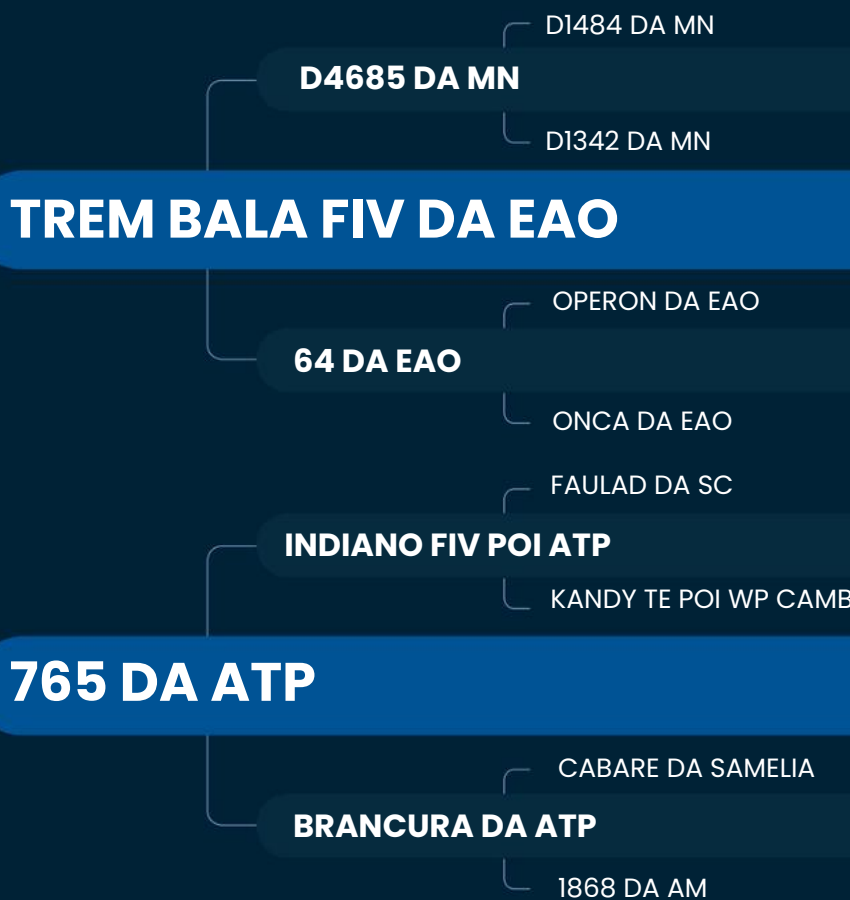 D1484 DA MN
D4685 DA MN
D1342 DA MN
TREM BALA FIV DA EAO
OPERON DA EAO
64 DA EAO
ONCA DA EAO
FAULAD DA SC
INDIANO FIV POI ATP
KANDY TE POI WP CAMB
765 DA ATP
CABARE DA SAMELIA
BRANCURA DA ATP
1868 DA AM